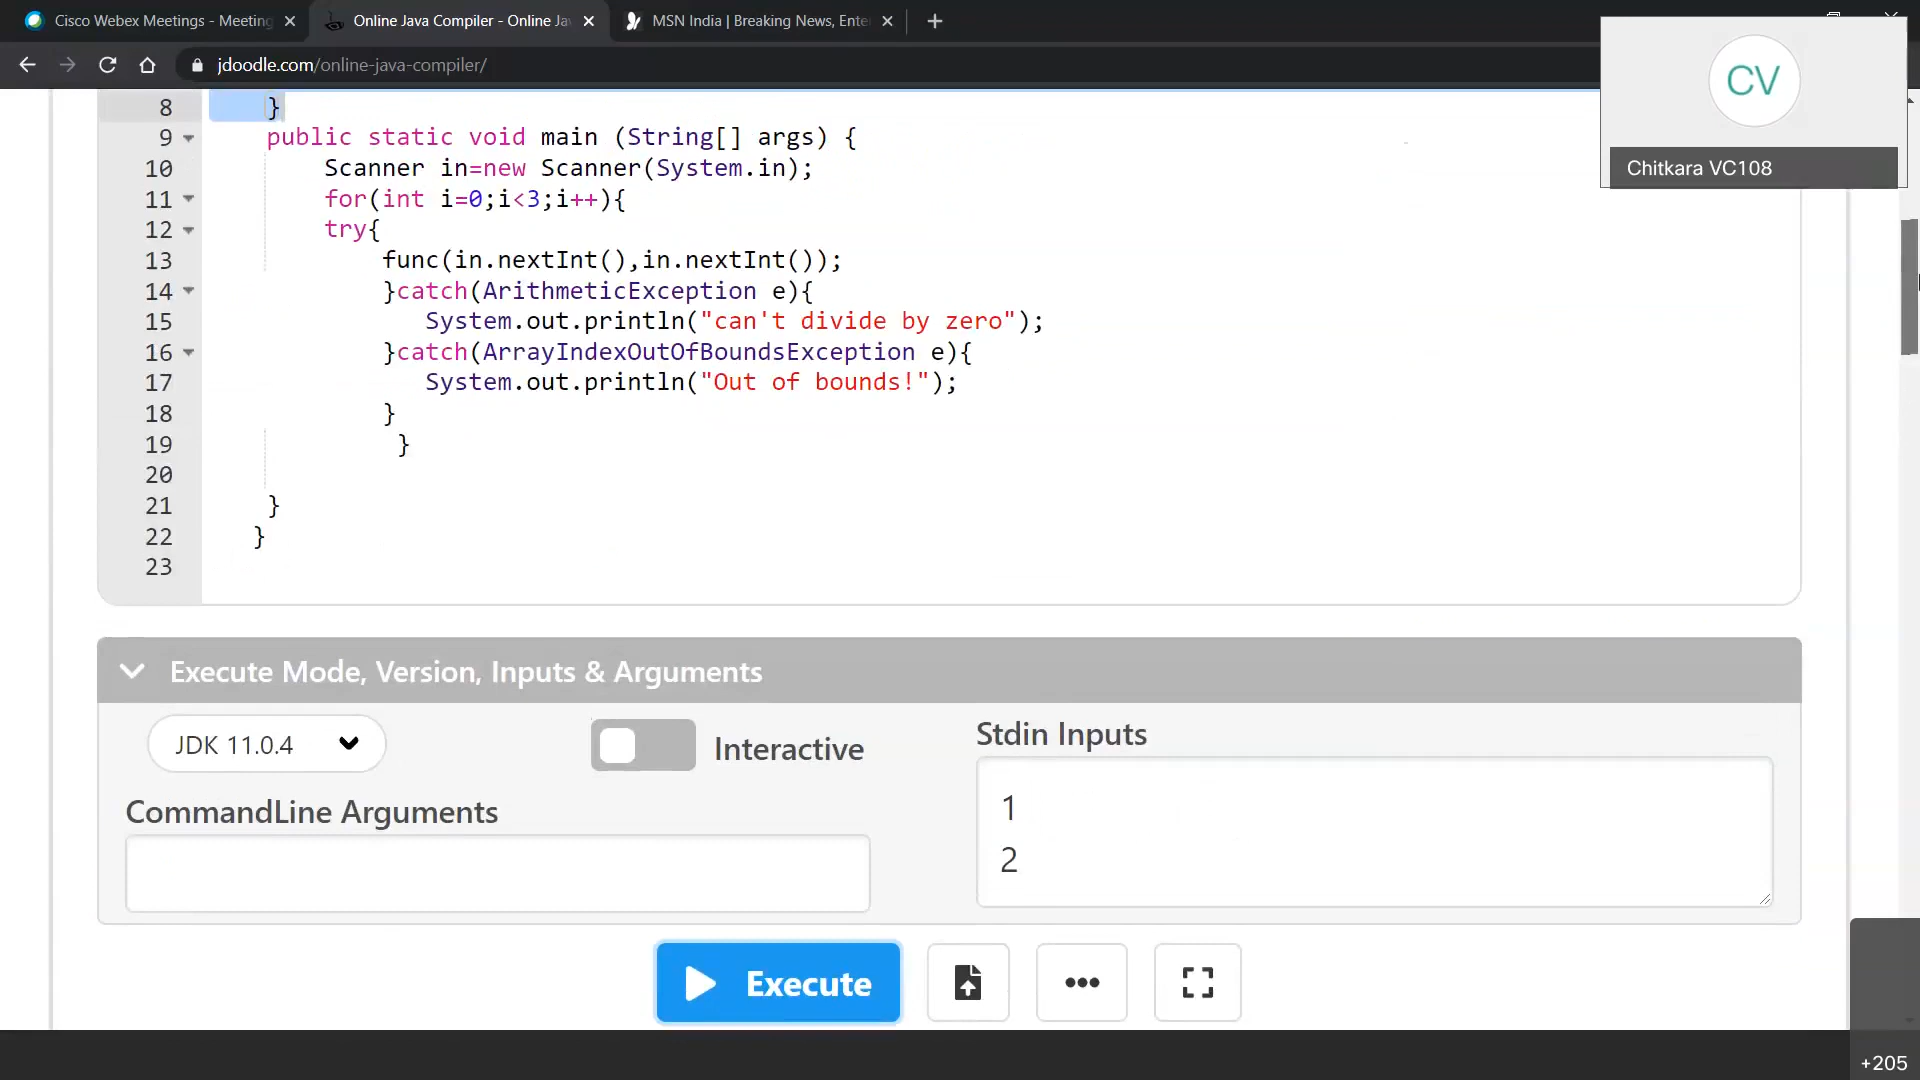 Cisco Webex Meetings - Meeting
Online Java Compiler - Online Jav
MSN India | Breaking News, Ente
jdoodle.com/online-java-compiler/
CV
Chitkara VC108
8 }
9 public static void main (String[] args) {
10 Scanner in=new Scanner(System.in);
11 for(int i=0;i<3;i++){
12 try{
13 func(in.nextInt(),in.nextInt());
14 }catch(ArithmeticException e){
15 System.out.println("can't divide by zero");
16 }catch(ArrayIndexOutOfBoundsException e){
17 System.out.println("Out of bounds!");
18 }
19 }
20
21 }
22 }
23
Execute Mode, Version, Inputs & Arguments
JDK 11.0.4
Interactive
Stdin Inputs
CommandLine Arguments
1
2
Execute
+205